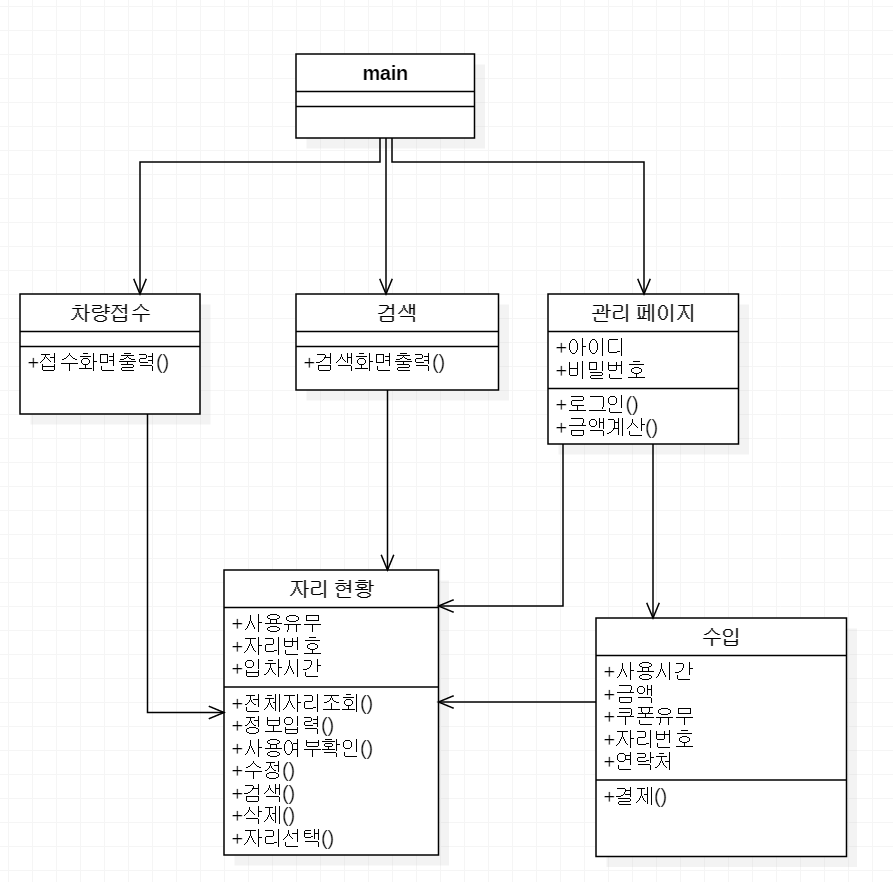 main
차량접수
+접수화면출력()
검색
+검색화면출력()
관리 페이지
+아이디
+비밀번호
+로그인()
+금액계산()
자리 현황
+사용유무
+자리번호
+입차시간
+전체자리조회()
+정보입력()
+사용여부확인()
+수정()
+검색()
+삭제()
+자리선택()
수입
+사용시간
+금액
+쿠폰유무
+자리번호
+연락처
+결제()